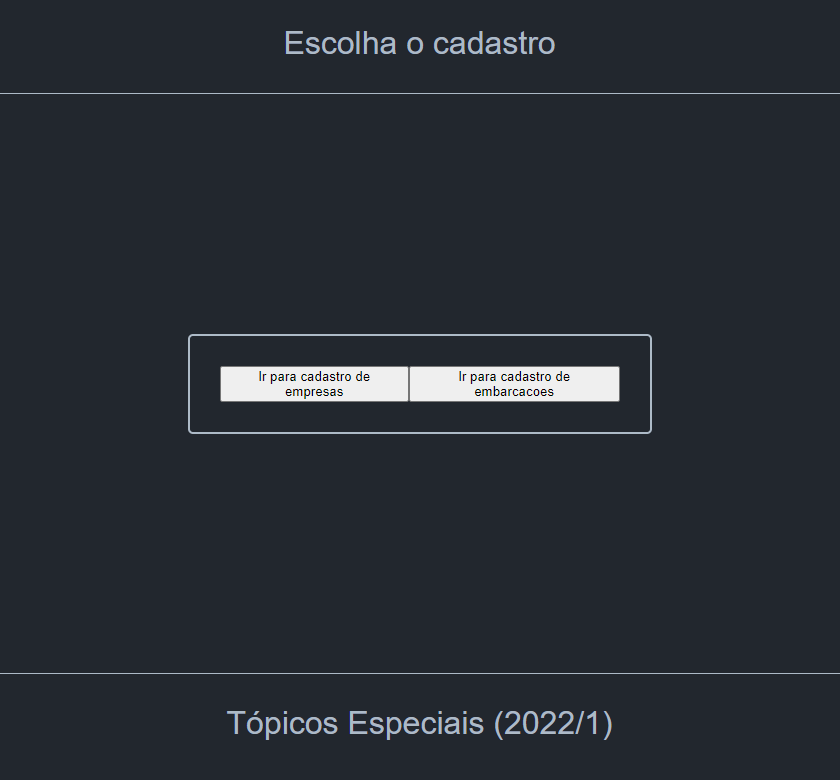 Escolha o cadastro
Ir para cadastro de
empresas
Ir para cadastro de
embarcacoes
Tópicos Especiais (2022/1)